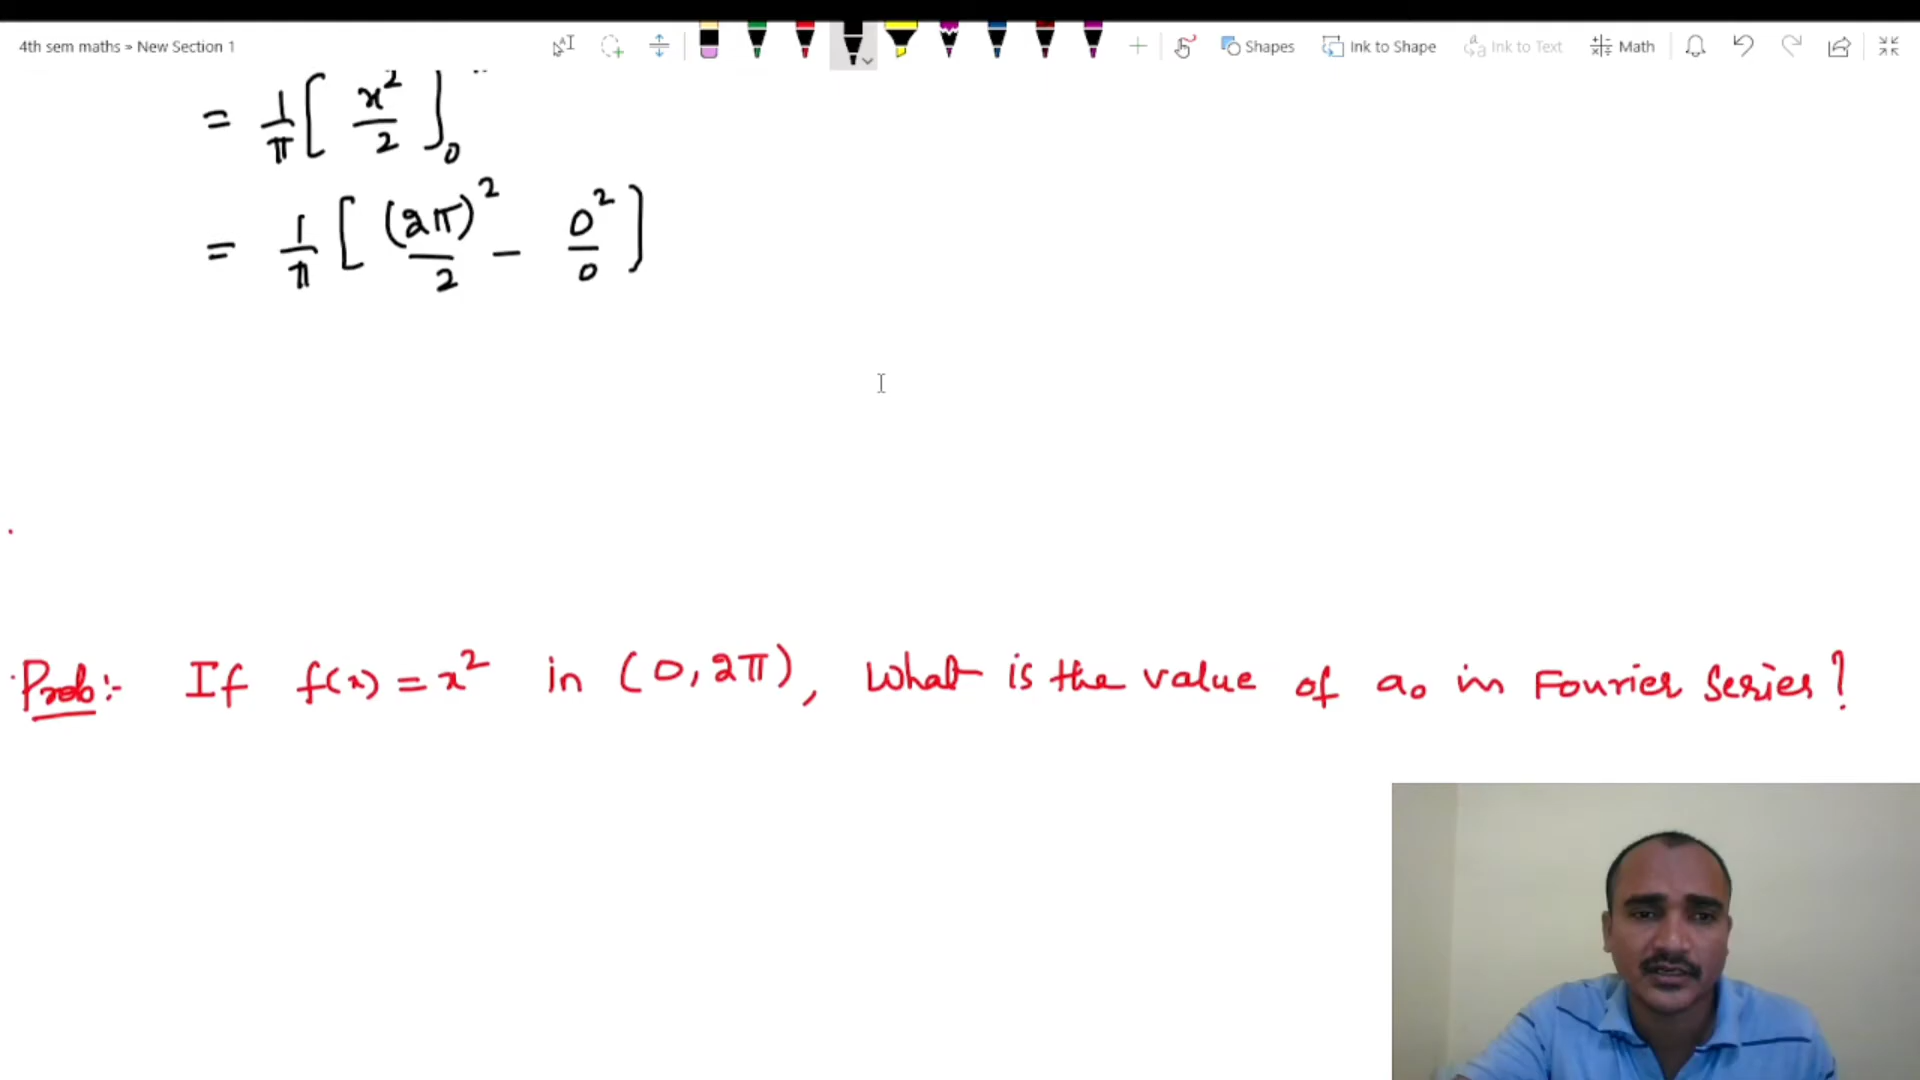 4th sem maths » New Section 1
Shapes
Ink to Shape
Ink to Text
Math
= 1/π [ x²/2 ]₀
= 1/π [ (2π)²/2 - 0²/0 ]
Prob:- If f(x) = x² in (0, 2π), What is the value of a₀ in Fourier Series?